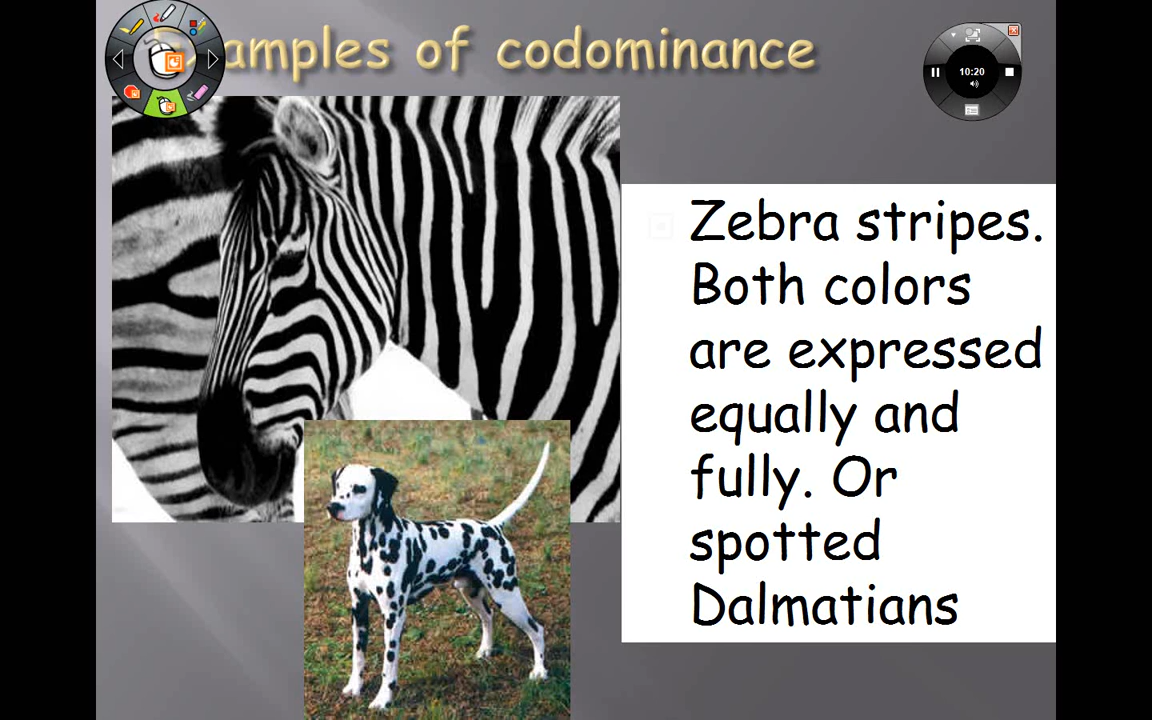 amples of codominance
10:20
Zebra stripes.
Both colors
are expressed
equally and
fully. Or
spotted
Dalmatians